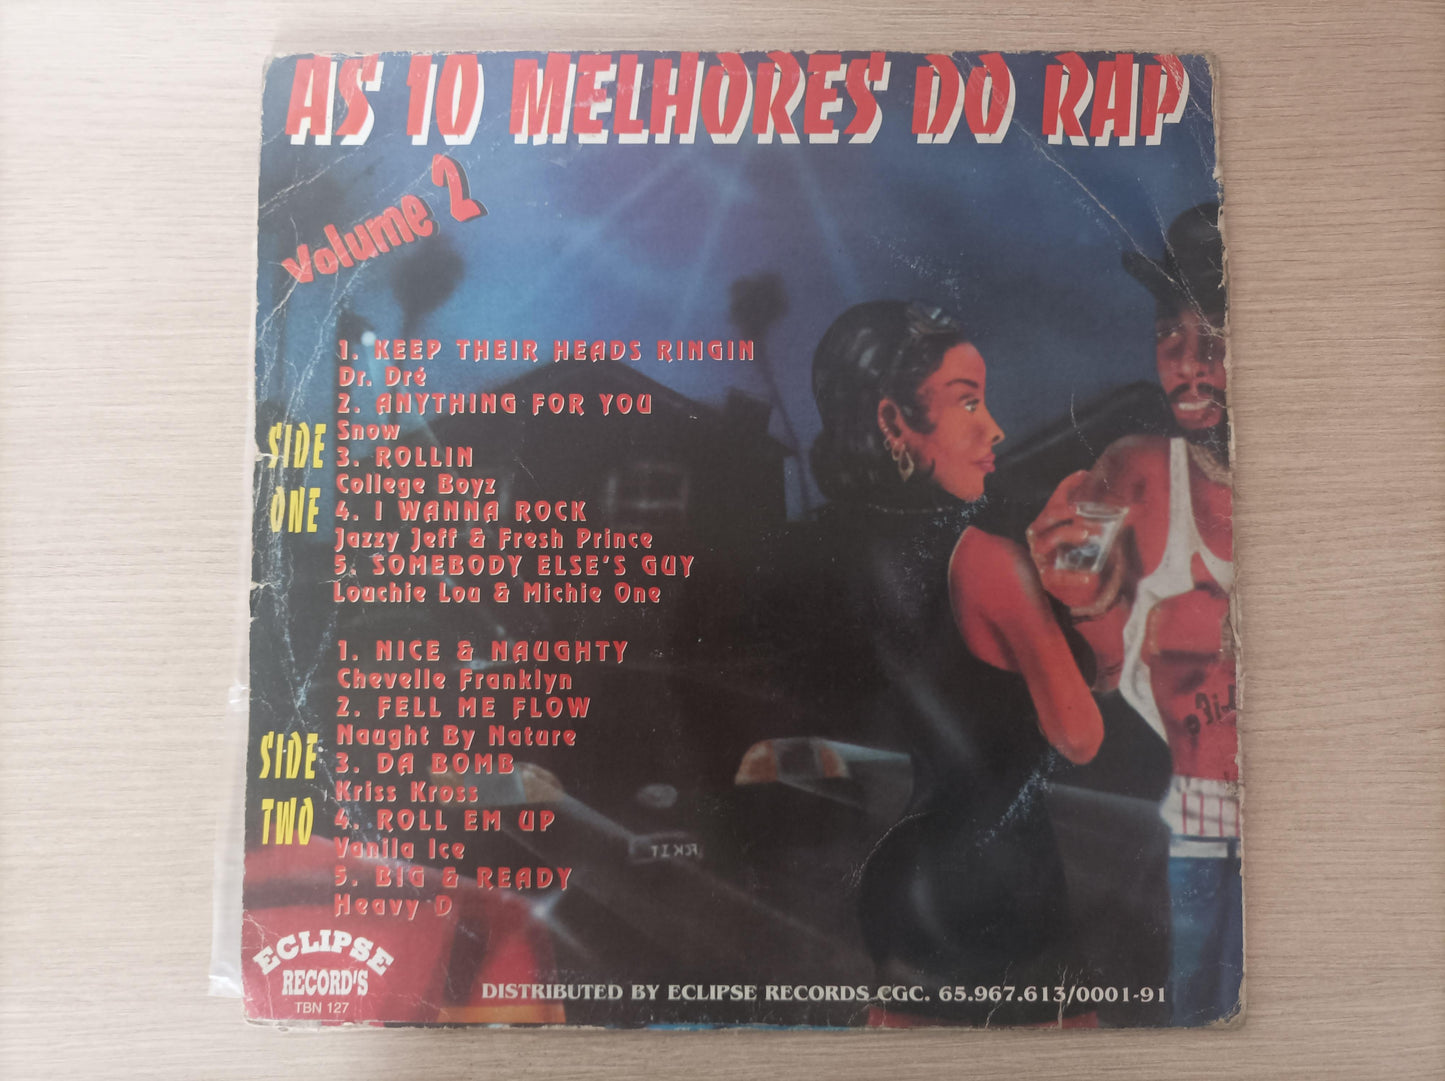 AS 10 MELHORES DO RAP
Volume 2
SIDE
ONE
1. KEEP THEIR HEADS RINGIN
Dr. Dré
2. ANYTHING FOR YOU
Snow
3. ROLLIN
College Boyz
4. I WANNA ROCK
Jazzy Jeff & Fresh Prince
5. SOMEBODY ELSE'S GUY
Louchie Lou & Michie One
SIDE
TWO
1. NICE & NAUGHTY
Chevelle Franklyn
2. FELL ME FLOW
Naught By Nature
3. DA BOMB
Kriss Kross
4. ROLL EM UP
Vanila Ice
5. BIG & READY
Heavy D
ECLIPSE
RECORD'S
TBN 127
DISTRIBUTED BY ECLIPSE RECORDS CGC. 65.967.613/0001-91